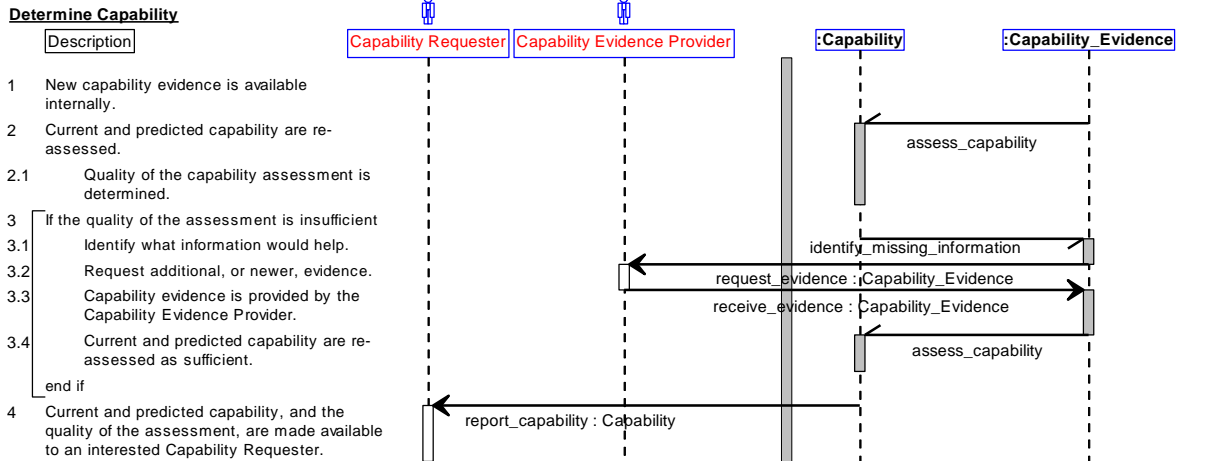 Determine Capability
Description
Capability Requester
Capability Evidence Provider
:Capability
:Capability_Evidence
1 New capability evidence is available
internally.
2 Current and predicted capability are re-
assessed.
assess_capability
2.1 Quality of the capability assessment is
determined.
3 If the quality of the assessment is insufficient
3.1 Identify what information would help.
identify_missing_information
3.2 Request additional, or newer, evidence.
request_evidence : Capability_Evidence
3.3 Capability evidence is provided by the
Capability Evidence Provider.
receive_evidence : Capability_Evidence
3.4 Current and predicted capability are re-
assessed as sufficient.
assess_capability
end if
4 Current and predicted capability, and the
quality of the assessment, are made available
to an interested Capability Requester.
report_capability : Capability